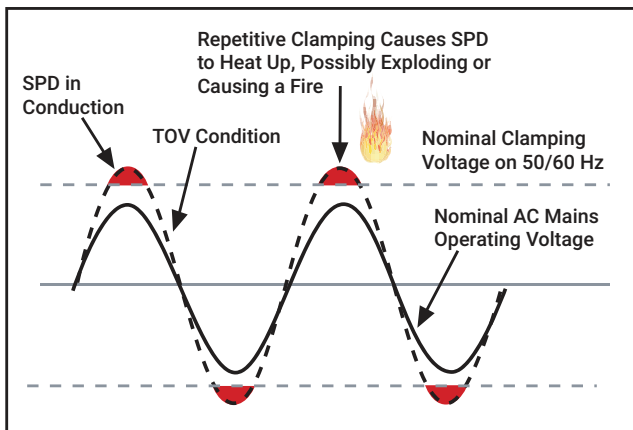 Repetitive Clamping Causes SPD
to Heat Up, Possibly Exploding or
Causing a Fire
SPD in
Conduction
TOV Condition
Nominal Clamping
Voltage on 50/60 Hz
Nominal AC Mains
Operating Voltage